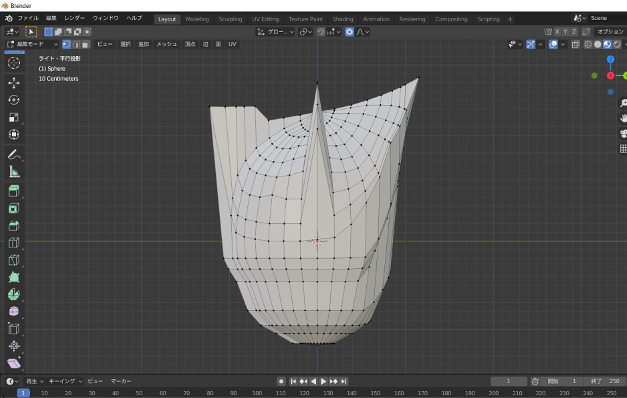 Blender
ファイル 編集 レンダー ウィンドウ ヘルプ Layout Modeling Sculpting UV Editing Texture Paint Shading Animation Rendering Compositing Scripting + Scene
グロー... X Y Z オプション
編集モード ビュー 選択 追加 メッシュ 頂点 辺 面 UV
ライト・平行投影
(1) Sphere
10 Centimeters
Z
再生 キーイング ビュー マーカー 1 開始 1 終了 250
1 10 20 30 40 50 60 70 80 90 100 110 120 130 140 150 160 170 180 190 200 210 220 230 240 250